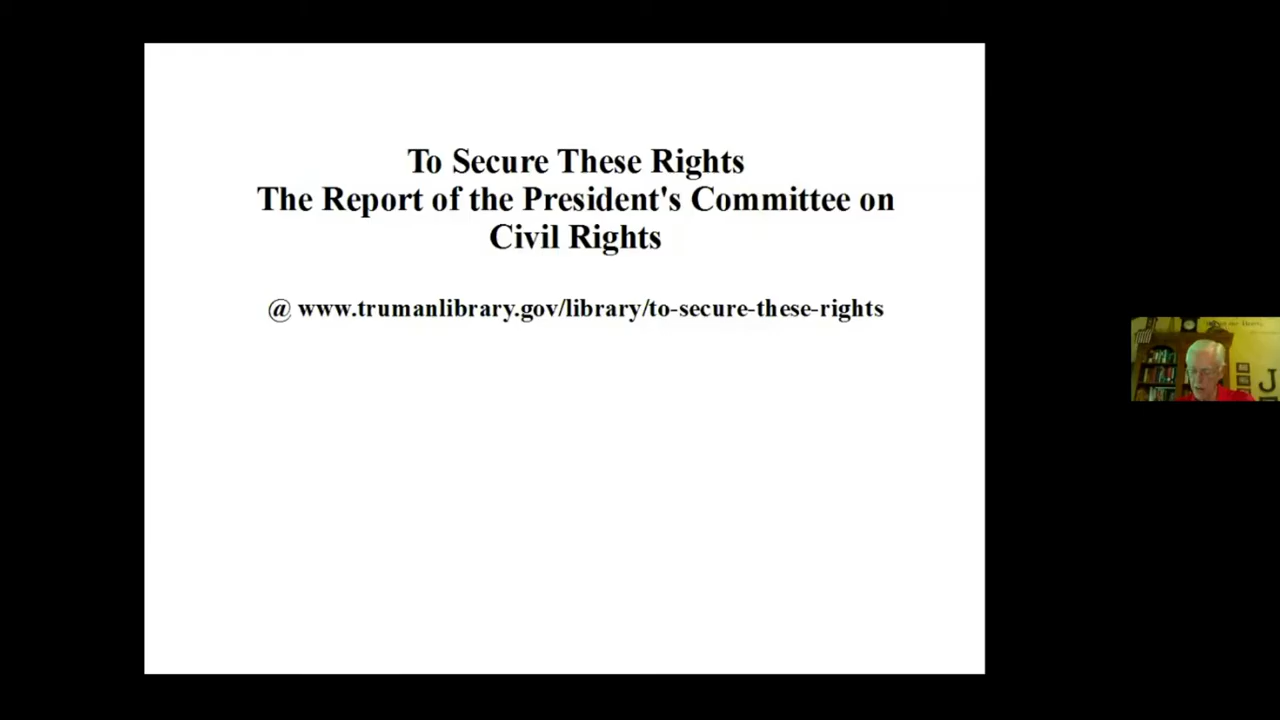 To Secure These Rights
The Report of the President's Committee on
Civil Rights
@ www.trumanlibrary.gov/library/to-secure-these-rights
J